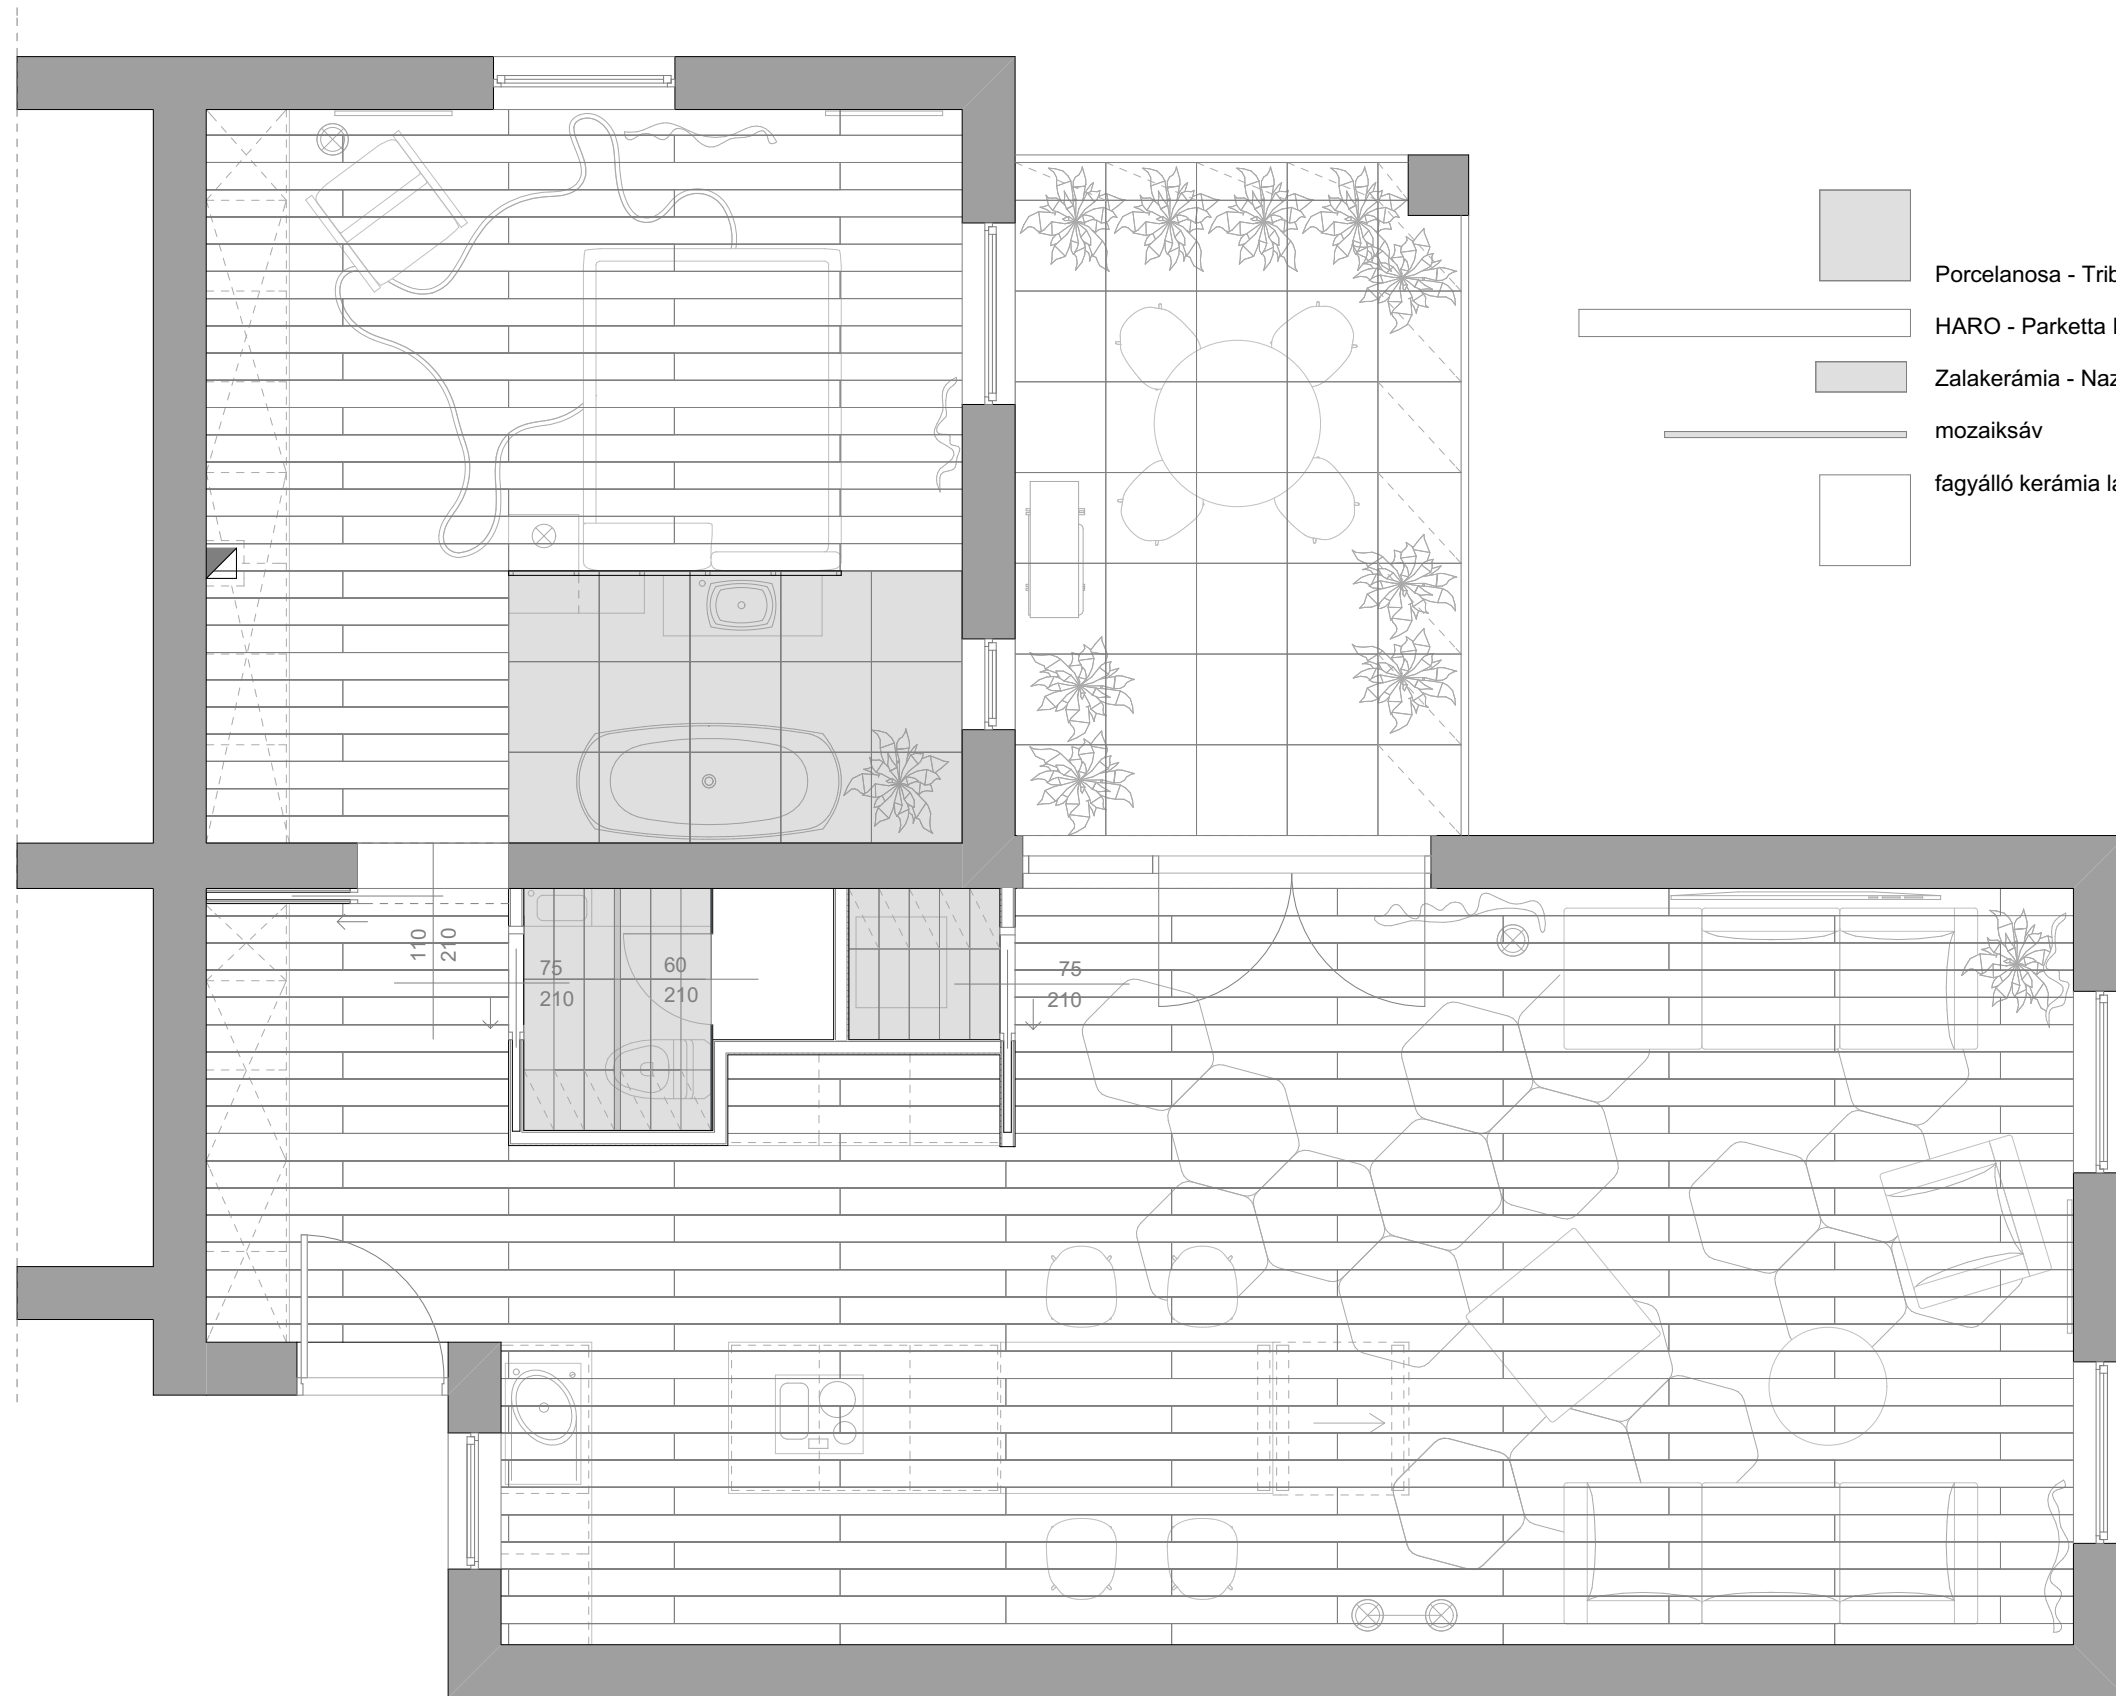 Porcelanosa - Trib
HARO - Parketta
Zalakerámia - Naz
mozaiksáv
fagyálló kerámia la
110
210
75
210
60
210
75
210